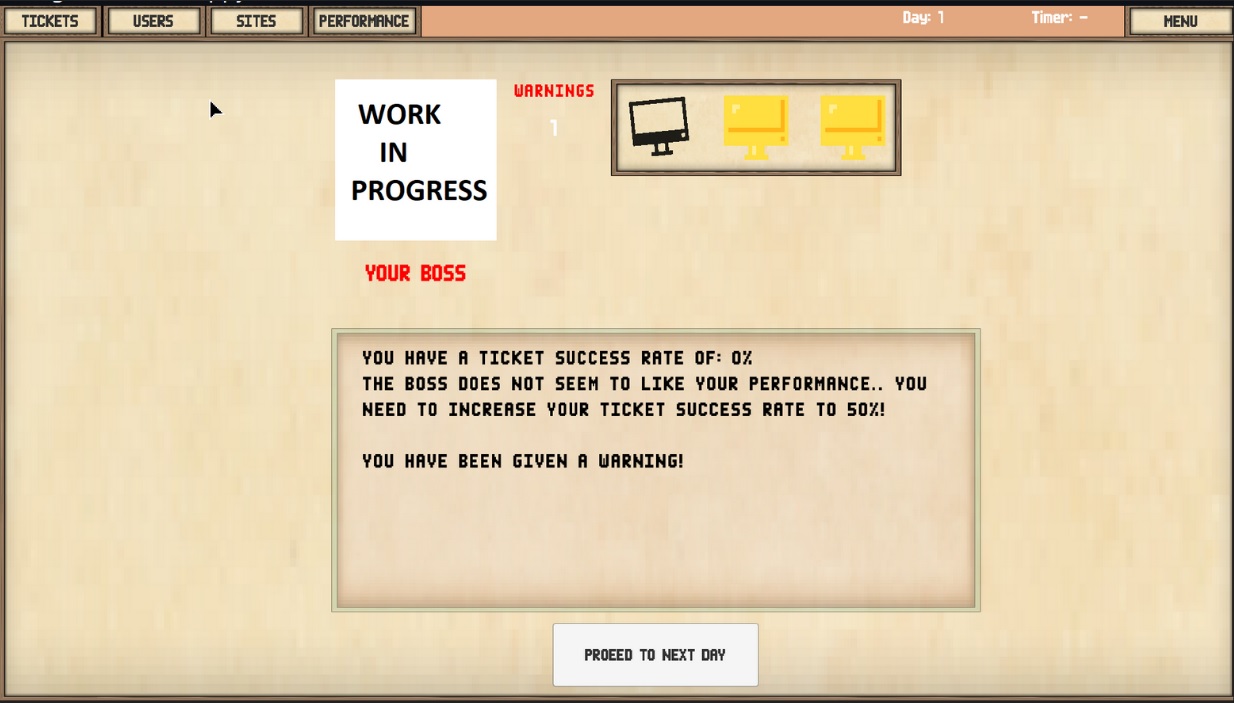 TICKETS
USERS
SITES
PERFORMANCE
Day: 1
Timer: -
MENU
WORK
IN
PROGRESS
WARNINGS
1
YOUR BOSS
YOU HAVE A TICKET SUCCESS RATE OF: 0%
THE BOSS DOES NOT SEEM TO LIKE YOUR PERFORMANCE.. YOU
NEED TO INCREASE YOUR TICKET SUCCESS RATE TO 50%!
YOU HAVE BEEN GIVEN A WARNING!
PROEED TO NEXT DAY